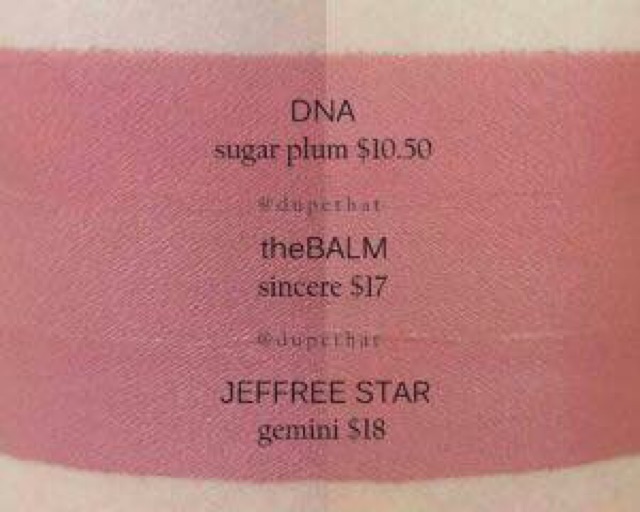 DNA
sugar plum $10.50
@dupethat
theBALM
sincere $17
@dupethat
JEFFREE STAR
gemini $18